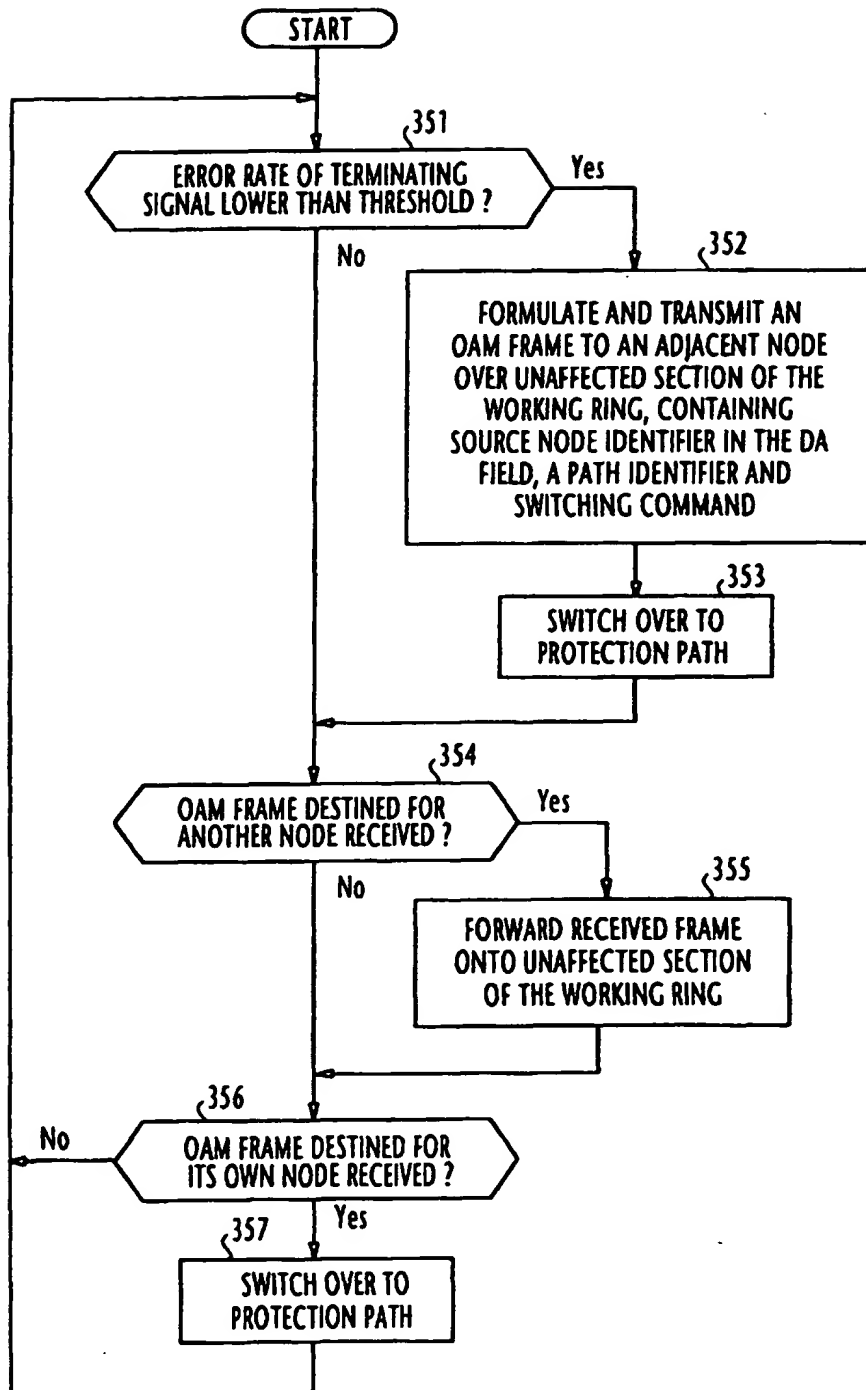 START
351
ERROR RATE OF TERMINATING
SIGNAL LOWER THAN THRESHOLD ?
Yes
No
352
FORMULATE AND TRANSMIT AN
OAM FRAME TO AN ADJACENT NODE
OVER UNAFFECTED SECTION OF THE
WORKING RING, CONTAINING
SOURCE NODE IDENTIFIER IN THE DA
FIELD, A PATH IDENTIFIER AND
SWITCHING COMMAND
353
SWITCH OVER TO
PROTECTION PATH
354
OAM FRAME DESTINED FOR
ANOTHER NODE RECEIVED ?
Yes
No
355
FORWARD RECEIVED FRAME
ONTO UNAFFECTED SECTION
OF THE WORKING RING
356
No
OAM FRAME DESTINED FOR
ITS OWN NODE RECEIVED ?
Yes
357
SWITCH OVER TO
PROTECTION PATH